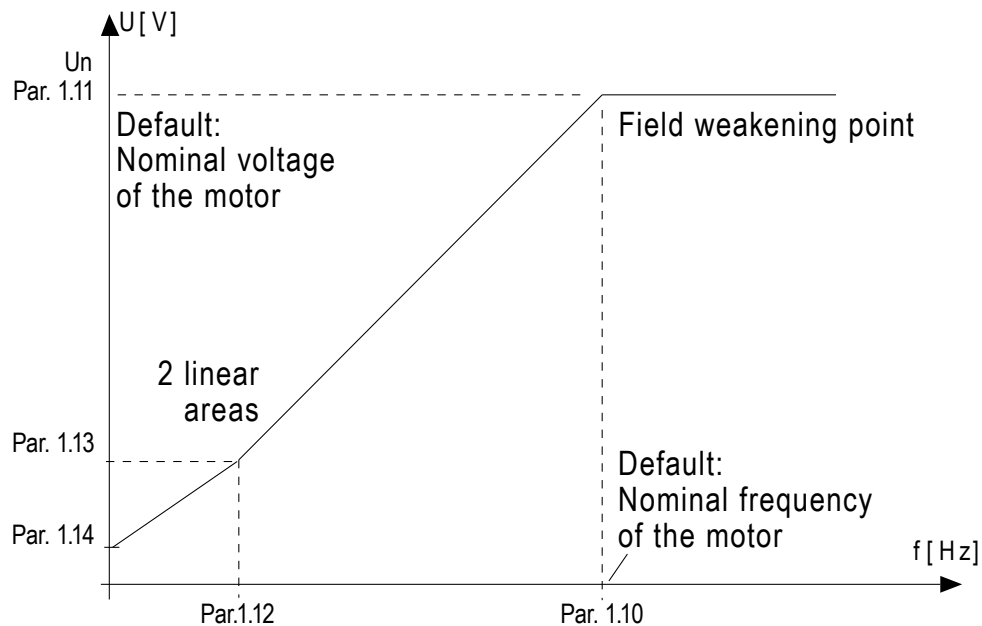 U[V]
Un
Par. 1.11
Default:
Nominal voltage
of the motor
Field weakening point
2 linear
areas
Par. 1.13
Default:
Nominal frequency
of the motor
Par. 1.14
f[Hz]
Par.1.12
Par. 1.10